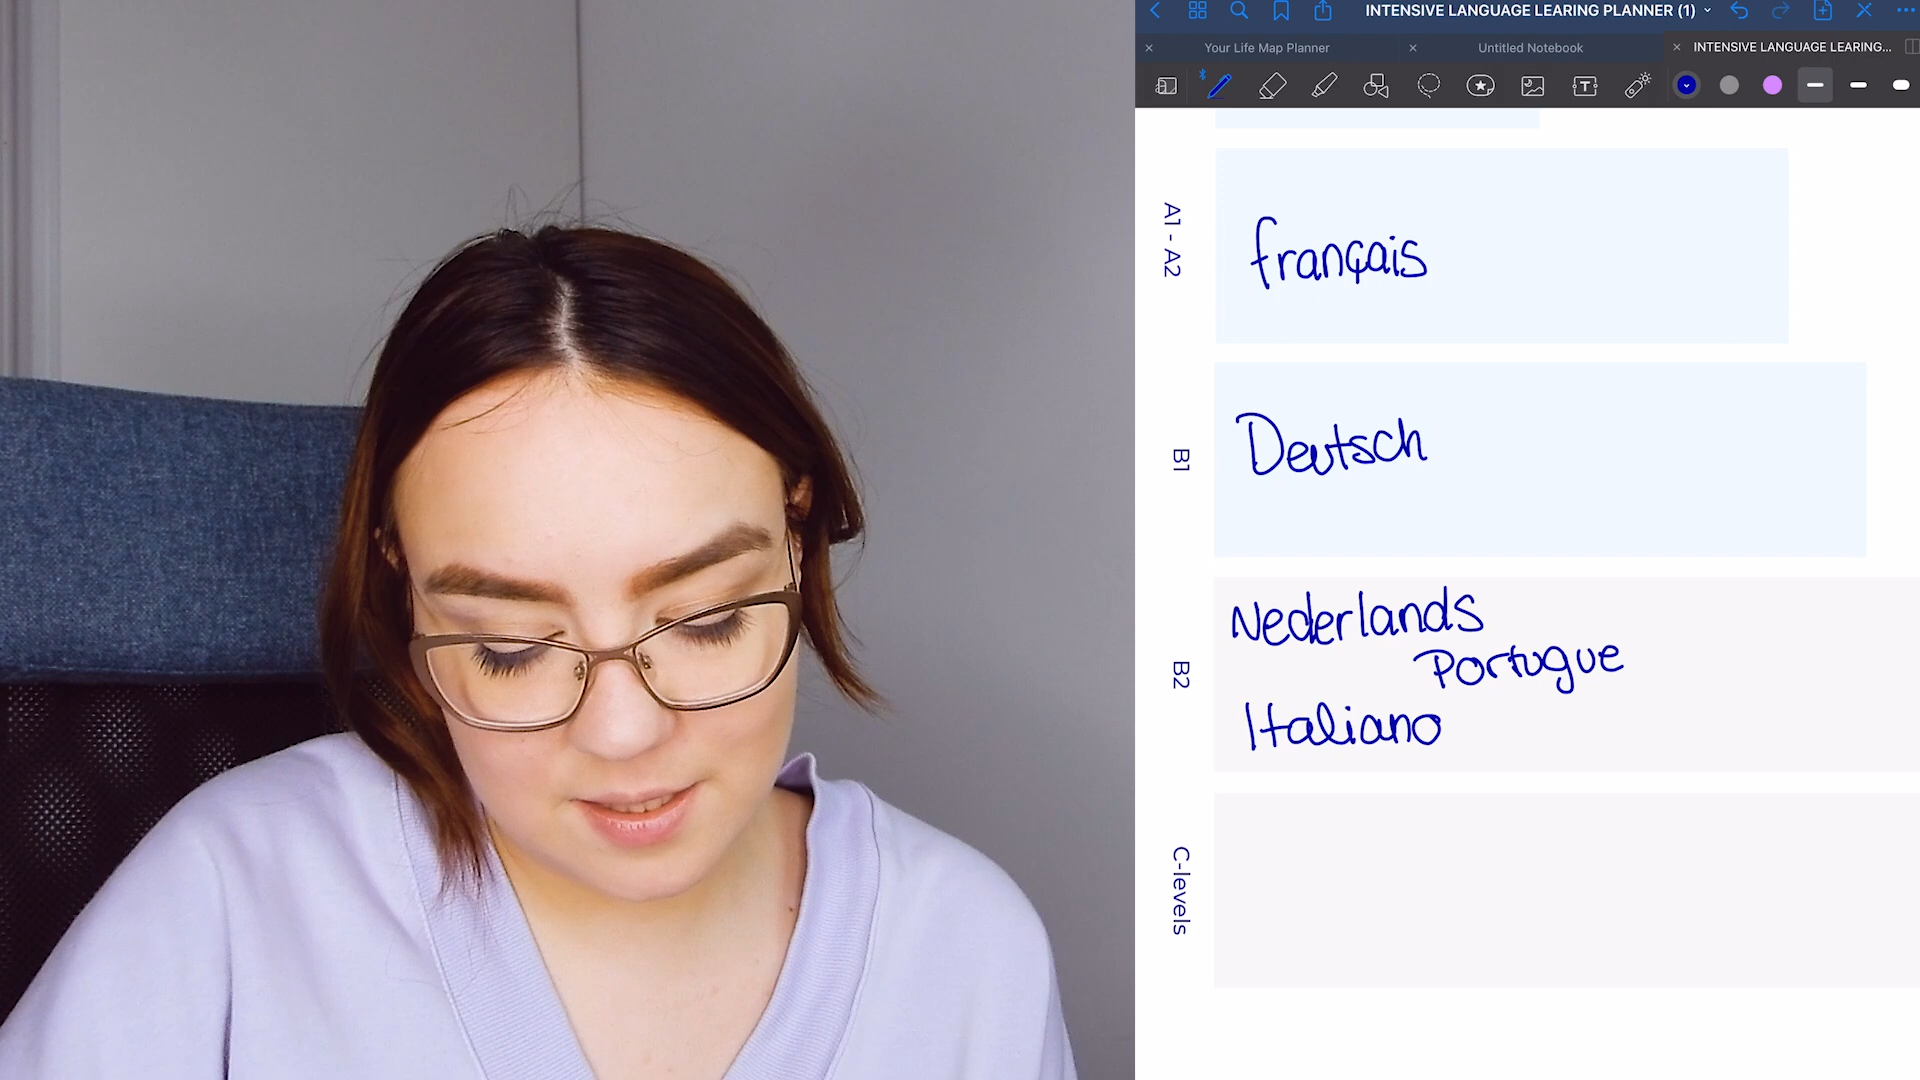 INTENSIVE LANGUAGE LEARING PLANNER (1)
Your Life Map Planner
Untitled Notebook
INTENSIVE LANGUAGE LEARING...
A1 - A2
français
B1
Deutsch
B2
Nederlands
Portugue
Italiano
C-levels